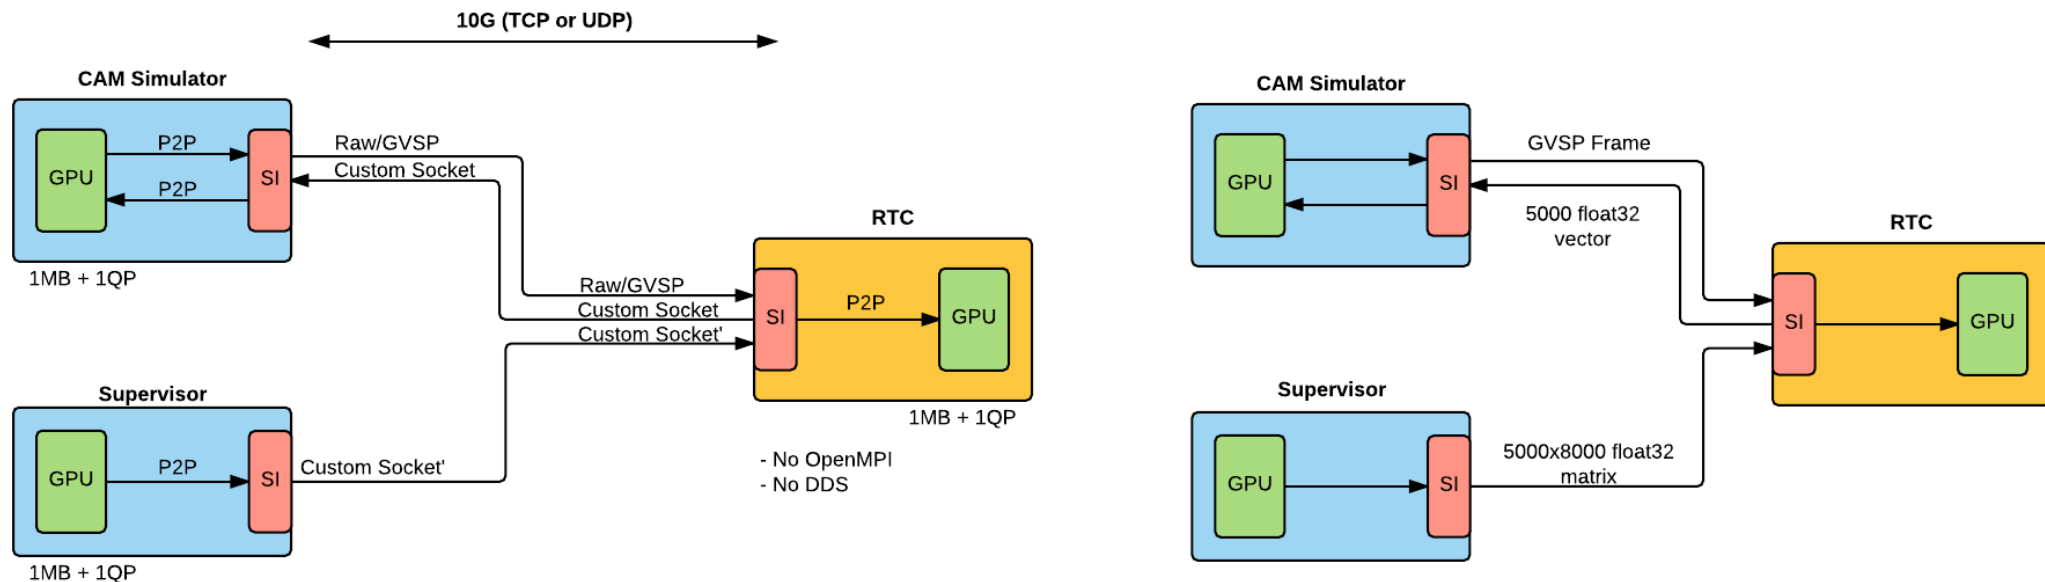 10G (TCP or UDP)
CAM Simulator
GPU
P2P
P2P
SI
Raw/GVSP
Custom Socket
1MB + 1QP
RTC
Raw/GVSP
Custom Socket
Custom Socket'
SI
P2P
GPU
1MB + 1QP
- No OpenMPI
- No DDS
Supervisor
GPU
P2P
SI
Custom Socket'
1MB + 1QP
CAM Simulator
GPU
SI
GVSP Frame
5000 float32
vector
RTC
SI
GPU
Supervisor
GPU
SI
5000x8000 float32
matrix